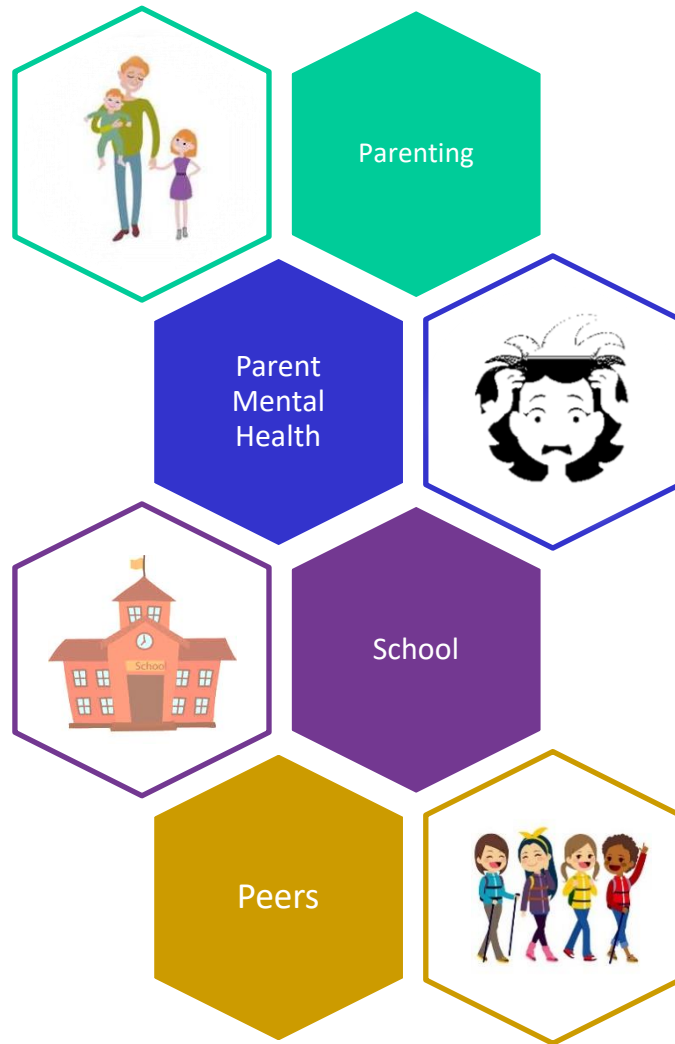 Parenting
Parent
Mental
Health
School
School
Peers